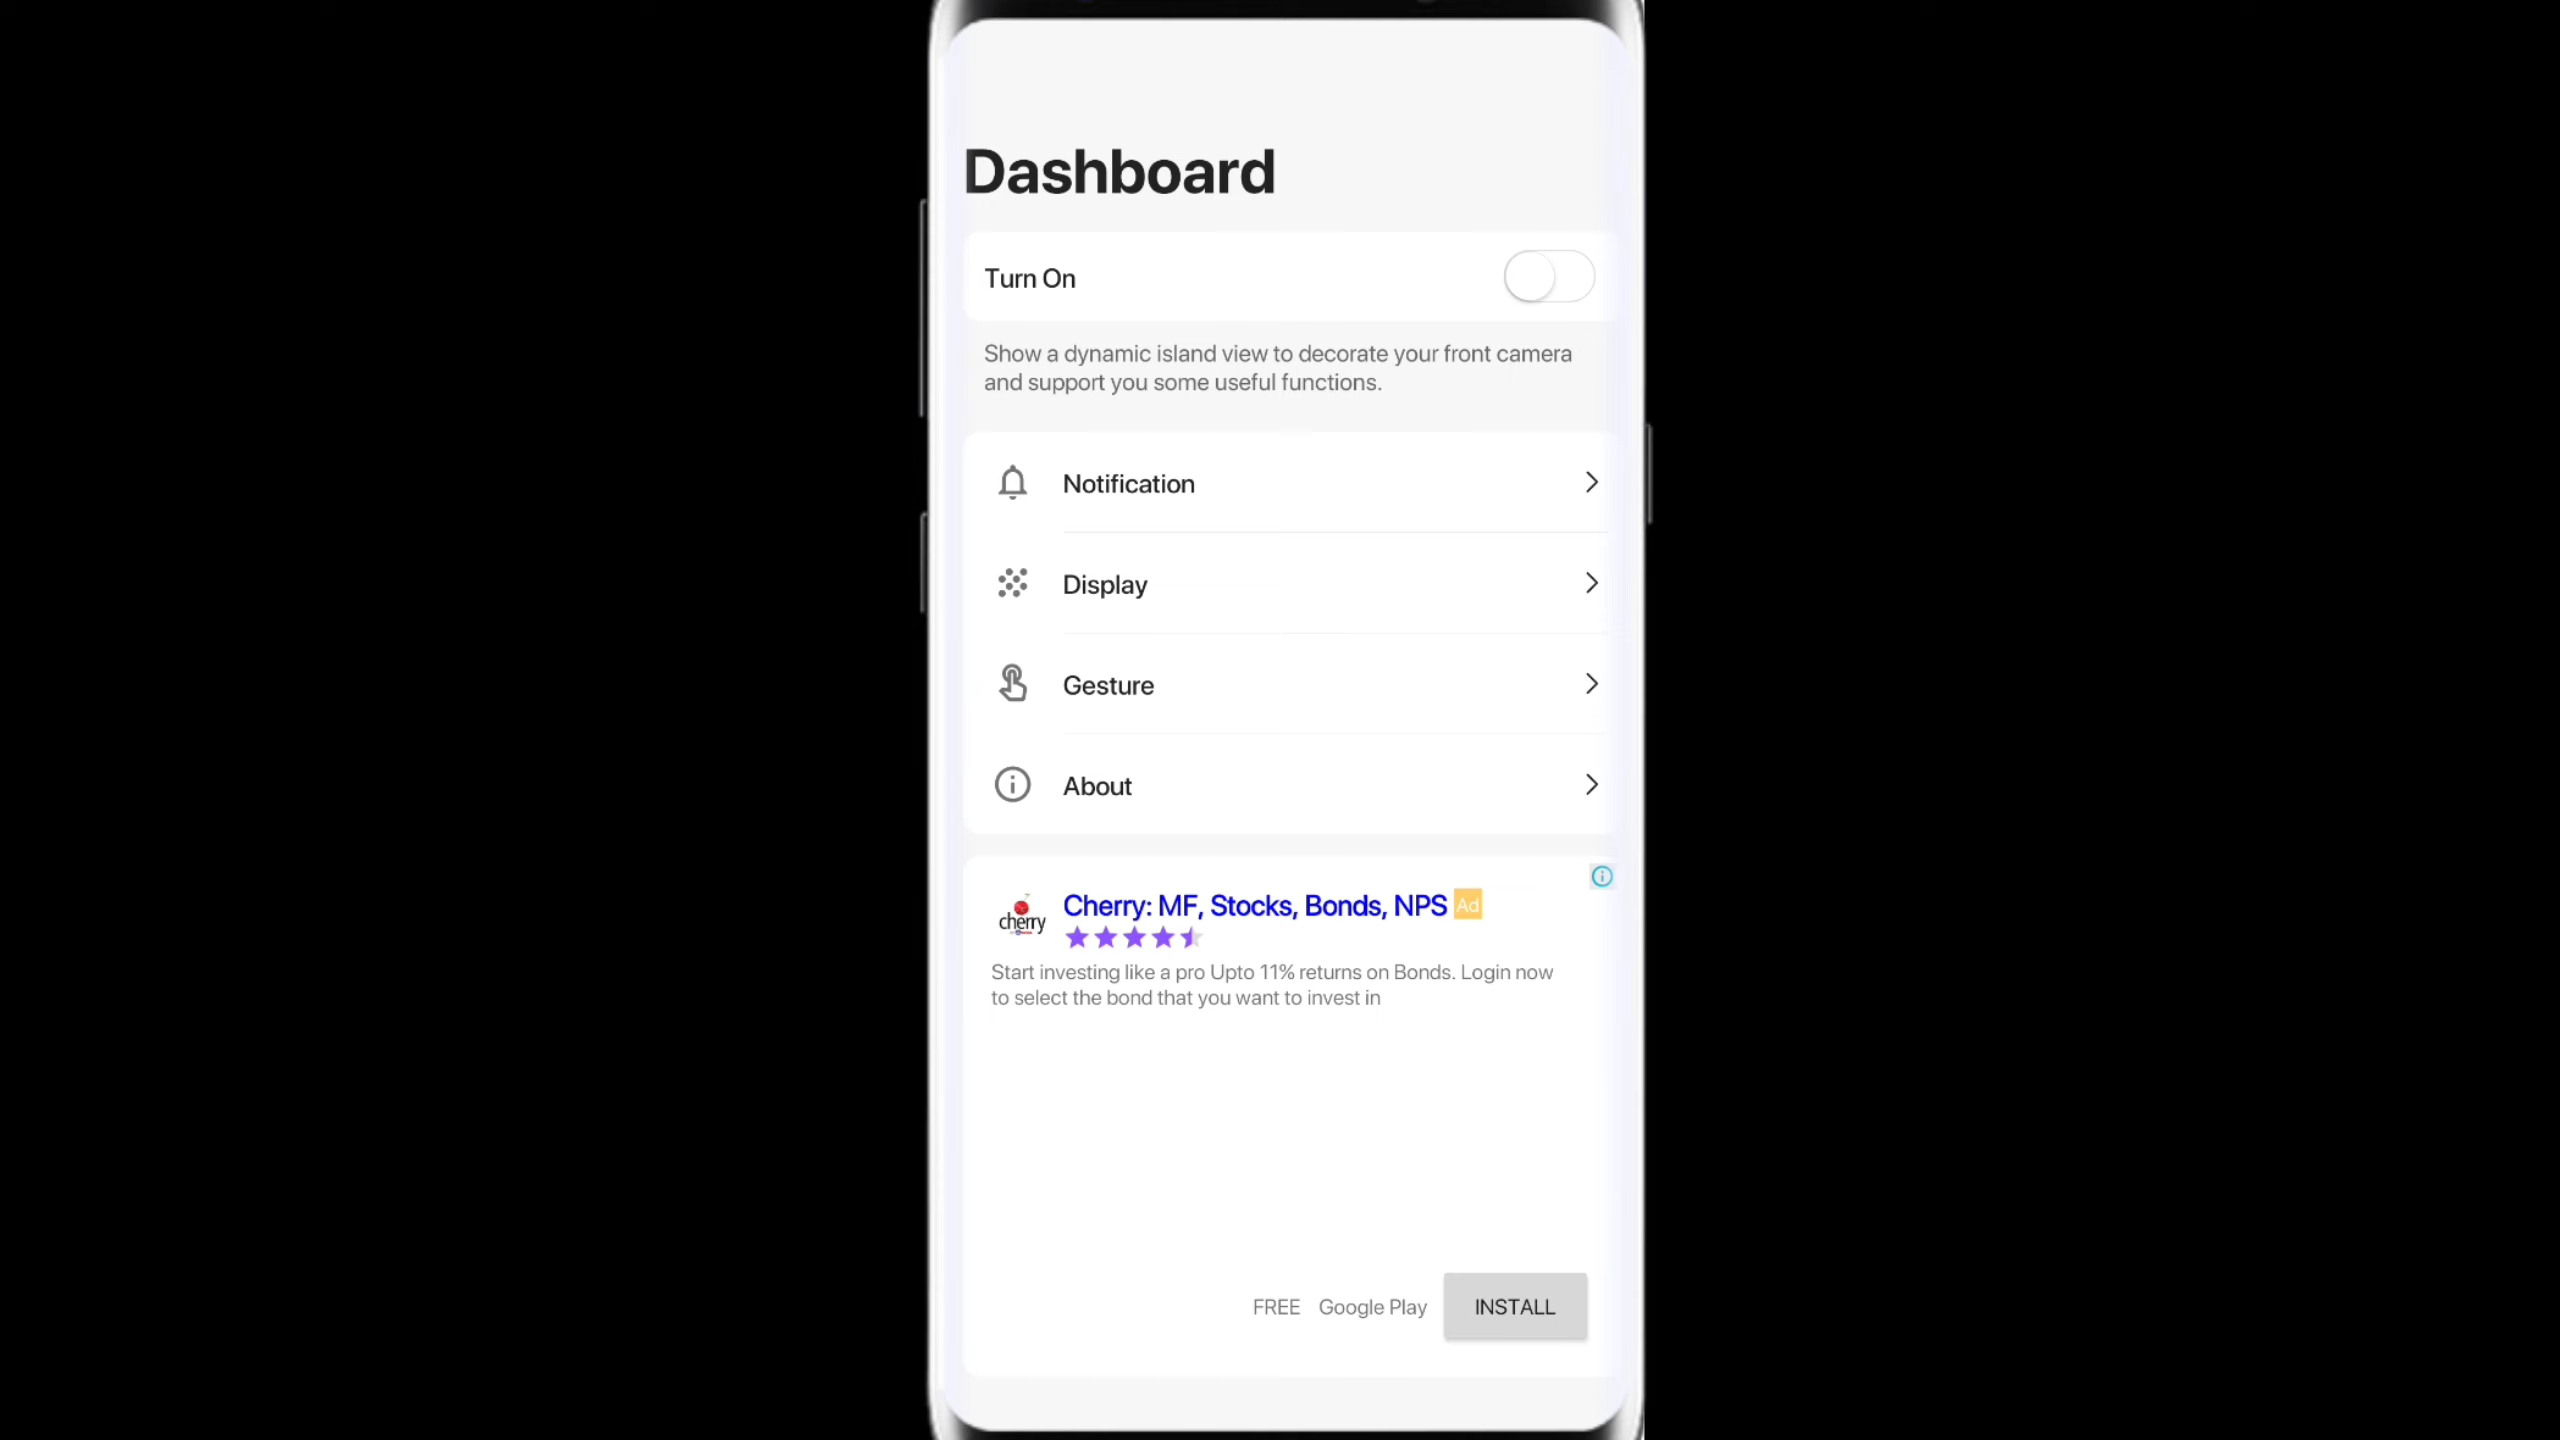 Dashboard
Turn On
Show a dynamic island view to decorate your front camera
and support you some useful functions.
Notification
Display
Gesture
About
cherry
Cherry: MF, Stocks, Bonds, NPS Ad
Start investing like a pro Upto 11% returns on Bonds. Login now
to select the bond that you want to invest in
FREE Google Play INSTALL